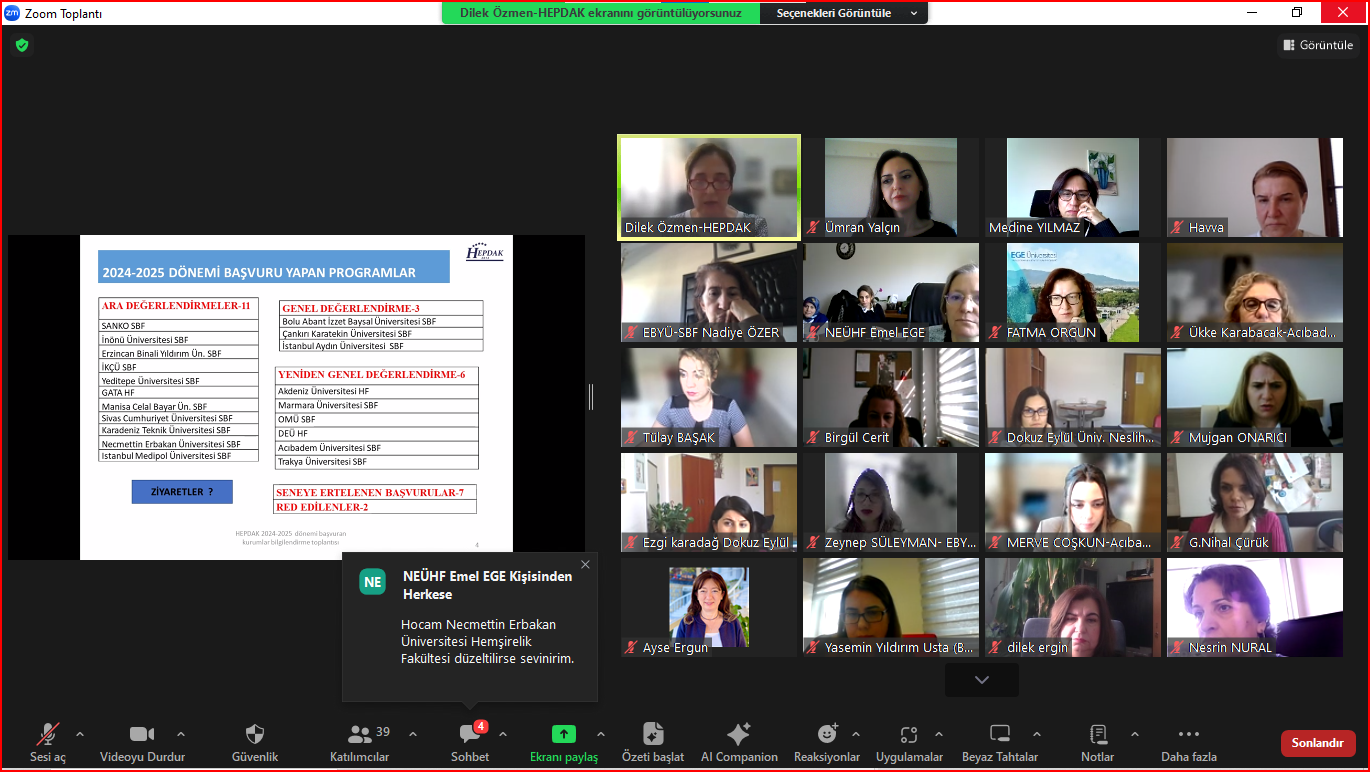 zm Zoom Toplantı
Dilek Özmen-HEPDAK ekranını görüntülüyorsunuz
Seçenekleri Görüntüle
Görüntüle
HEPDAK
2024-2025 DÖNEMİ BAŞVURU YAPAN PROGRAMLAR
ARA DEĞERLENDİRMELER-11
SANKO SBF
İnönü Üniversitesi SBF
Erzincan Binali Yıldırım Ün. SBF
İKÇÜ SBF
Yeditepe Üniversitesi SBF
GATA HF
Manisa Celal Bayar Ün. SBF
Sivas Cumhuriyet Üniversitesi SBF
Karadeniz Teknik Üniversitesi SBF
Necmettin Erbakan Üniversitesi SBF
Istanbul Medipol Üniversitesi SBF
GENEL DEĞERLENDİRME-3
Bolu Abant İzzet Baysal Üniversitesi SBF
Çankırı Karatekin Üniversitesi SBF
İstanbul Aydın Üniversitesi SBF
YENİDEN GENEL DEĞERLENDİRME-6
Akdeniz Üniversitesi HF
Marmara Üniversitesi SBF
OMÜ SBF
DEÜ HF
Acıbadem Üniversitesi SBF
Trakya Üniversitesi SBF
ZİYARETLER ?
SENEYE ERTELENEN BAŞVURULAR-7
RED EDİLENLER-2
HEPDAK 2024-2025 dönemi başvuran
kurumlar bilgilendirme toplantısı
4
Dilek Özmen-HEPDAK
Ümran Yalçın
Medine YILMAZ
Havva
EBYÜ-SBF Nadiye ÖZER
NEÜHF Emel EGE
EGE Üniversitesi
FATMA ORGUN
Ükke Karabacak-Acıbad...
Tülay BAŞAK
Birgül Cerit
Dokuz Eylül Üniv. Neslih...
Mujgan ONARICI
Ezgi karadağ Dokuz Eylül
Zeynep SÜLEYMAN- EBY...
MERVE COŞKUN-Acıba...
G.Nihal Çürük
Ayse Ergun
Yasemin Yıldırım Usta (B...
dilek ergin
Nesrin NURAL
NE
NEÜHF Emel EGE Kişisinden
Herkese
Hocam Necmettin Erbakan
Üniversitesi Hemşirelik
Fakültesi düzeltilirse sevinirim.
Sesi aç
Videoyu Durdur
Güvenlik
39
Katılımcılar
4
Sohbet
Ekranı paylaş
Özeti başlat
AI Companion
Reaksiyonlar
Uygulamalar
Beyaz Tahtalar
Notlar
Daha fazla
Sonlandır